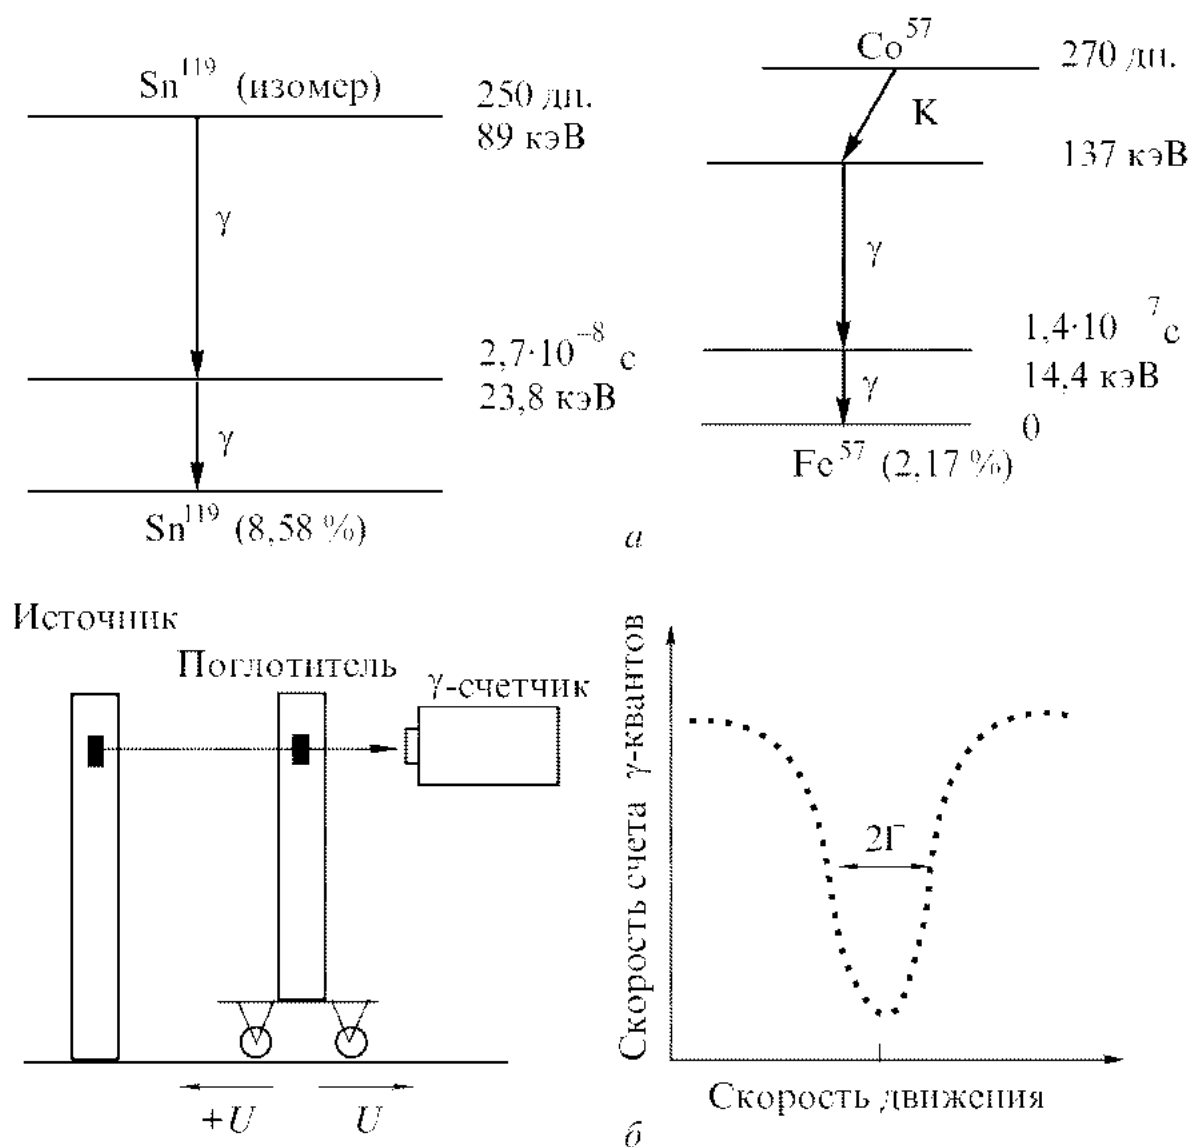 Sn¹¹⁹ (изомер)
250 дн.
89 кэВ
γ
2,7·10⁻⁸ с
23,8 кэВ
γ
Sn¹¹⁹ (8,58 %)
Co⁵⁷
270 дн.
K
137 кэВ
γ
1,4·10⁻⁷ с
14,4 кэВ
γ
0
Fe⁵⁷ (2,17 %)
а
Источник
Поглотитель
γ-счетчик
+U
U
Скорость счета γ-квантов
2Г
Скорость движения
б